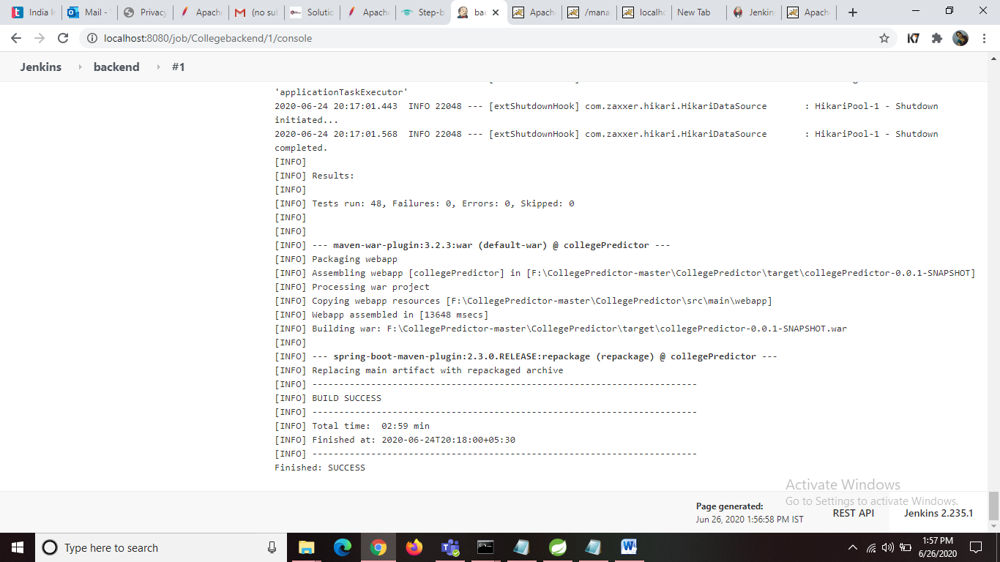 India I
Mail -
Privacy
Apach
(no su
Solutic
Apach
Step-b
bac
Apach
/mana
localh
New Tab
Jenkin
Apach
localhost:8080/job/Collegebackend/1/console
K7
Jenkins
backend
#1
'applicationTaskExecutor'
2020-06-24 20:17:01.443  INFO 22048 --- [extShutdownHook] com.zaxxer.hikari.HikariDataSource       : HikariPool-1 - Shutdown
initiated...
2020-06-24 20:17:01.568  INFO 22048 --- [extShutdownHook] com.zaxxer.hikari.HikariDataSource       : HikariPool-1 - Shutdown
completed.
[INFO]
[INFO] Results:
[INFO]
[INFO] Tests run: 48, Failures: 0, Errors: 0, Skipped: 0
[INFO]
[INFO]
[INFO] --- maven-war-plugin:3.2.3:war (default-war) @ collegePredictor ---
[INFO] Packaging webapp
[INFO] Assembling webapp [collegePredictor] in [F:\CollegePredictor-master\CollegePredictor\target\collegePredictor-0.0.1-SNAPSHOT]
[INFO] Processing war project
[INFO] Copying webapp resources [F:\CollegePredictor-master\CollegePredictor\src\main\webapp]
[INFO] Webapp assembled in [13648 msecs]
[INFO] Building war: F:\CollegePredictor-master\CollegePredictor\target\collegePredictor-0.0.1-SNAPSHOT.war
[INFO]
[INFO] --- spring-boot-maven-plugin:2.3.0.RELEASE:repackage (repackage) @ collegePredictor ---
[INFO] Replacing main artifact with repackaged archive
[INFO] ------------------------------------------------------------------------
[INFO] BUILD SUCCESS
[INFO] ------------------------------------------------------------------------
[INFO] Total time:  02:59 min
[INFO] Finished at: 2020-06-24T20:18:00+05:30
[INFO] ------------------------------------------------------------------------
Finished: SUCCESS
Activate Windows
Go to Settings to activate Windows.
Page generated:
Jun 26, 2020 1:56:58 PM IST
REST API
Jenkins 2.235.1
Type here to search
1:57 PM
6/26/2020